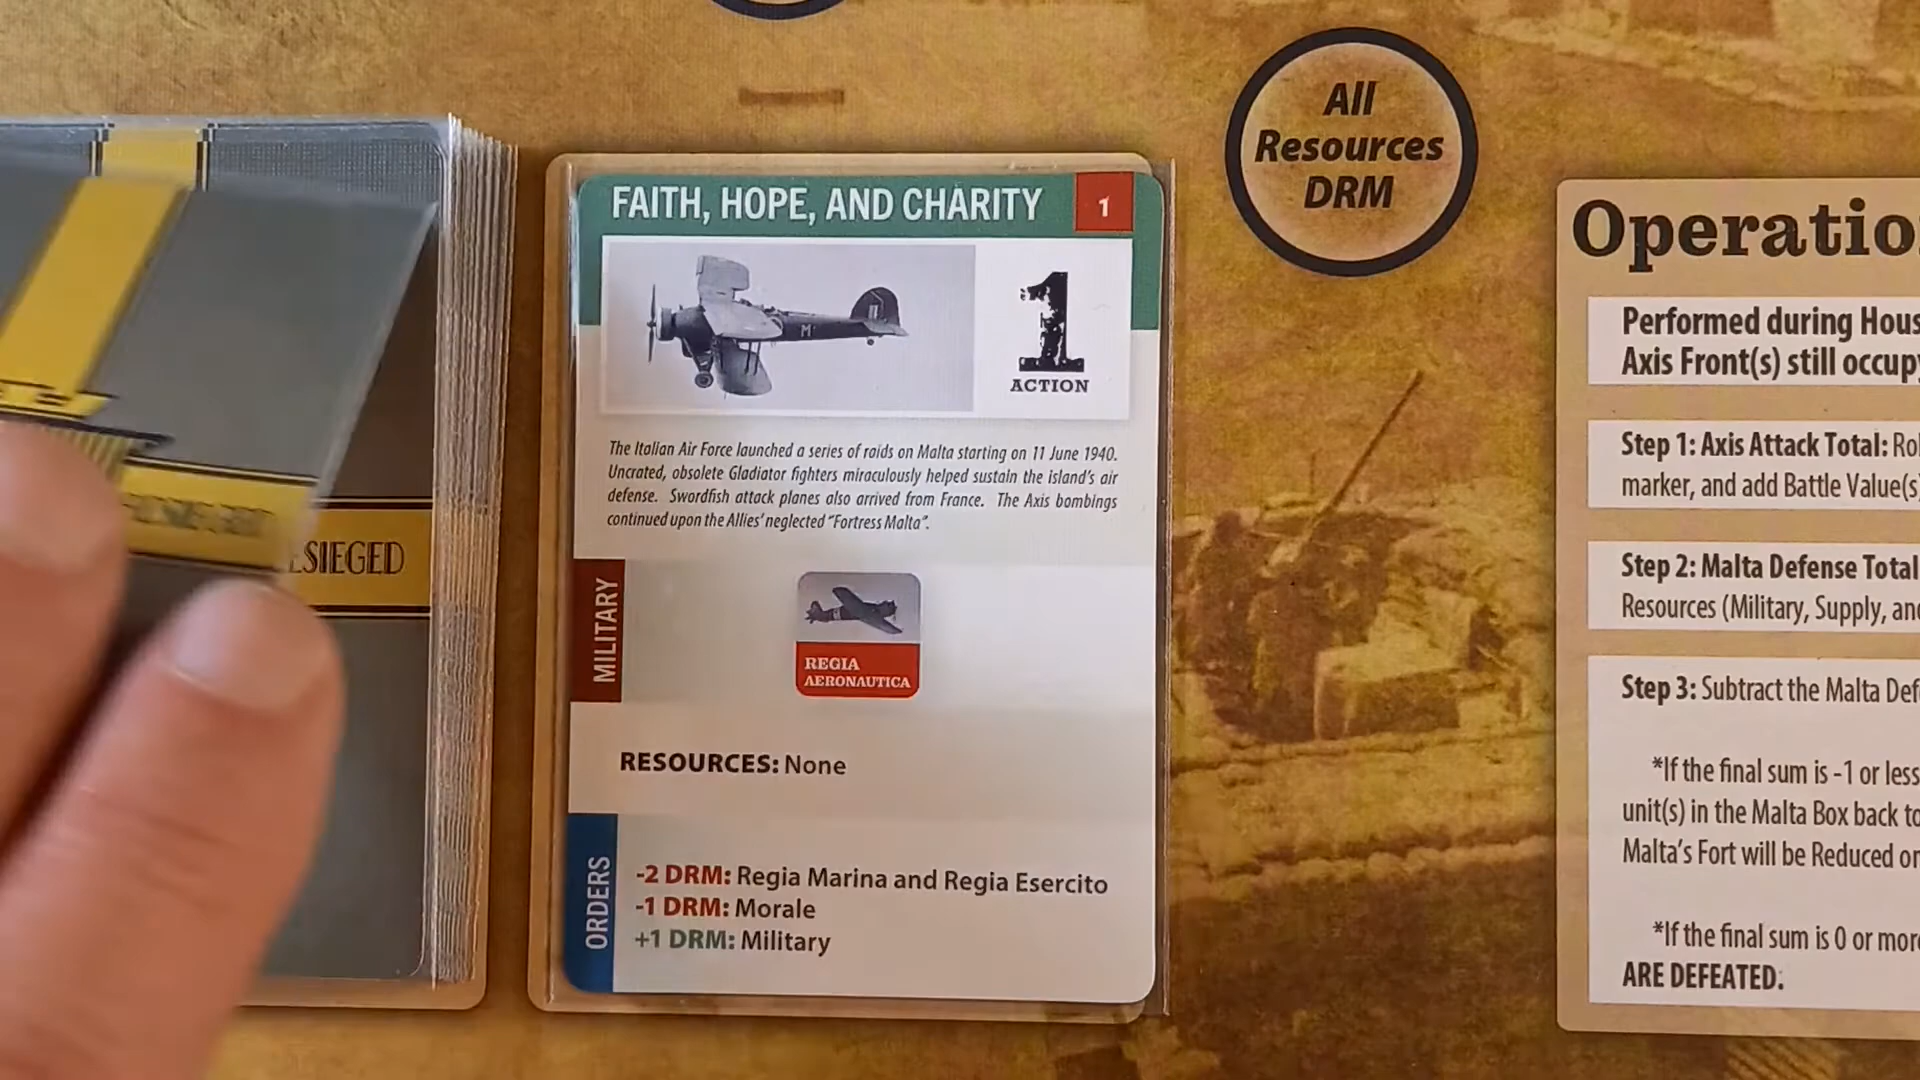 All
Resources
DRM
FAITH, HOPE, AND CHARITY
1
M
1
ACTION
The Italian Air Force launched a series of raids on Malta starting on 11 June 1940.
Uncrated, obsolete Gladiator fighters miraculously helped sustain the island's air
defense. Swordfish attack planes also arrived from France. The Axis bombings
continued upon the Allies' neglected "Fortress Malta".
MILITARY
REGIA
AERONAUTICA
RESOURCES: None
ORDERS
-2 DRM: Regia Marina and Regia Esercito
-1 DRM: Morale
+1 DRM: Military
ESIEGED
Operatio
Performed during Hous
Axis Front(s) still occupy
Step 1: Axis Attack Total: Rol
marker, and add Battle Value(s
Step 2: Malta Defense Total
Resources (Military, Supply, and
Step 3: Subtract the Malta Def
*If the final sum is -1 or less
unit(s) in the Malta Box back to
Malta's Fort will be Reduced on
*If the final sum is 0 or more
ARE DEFEATED.